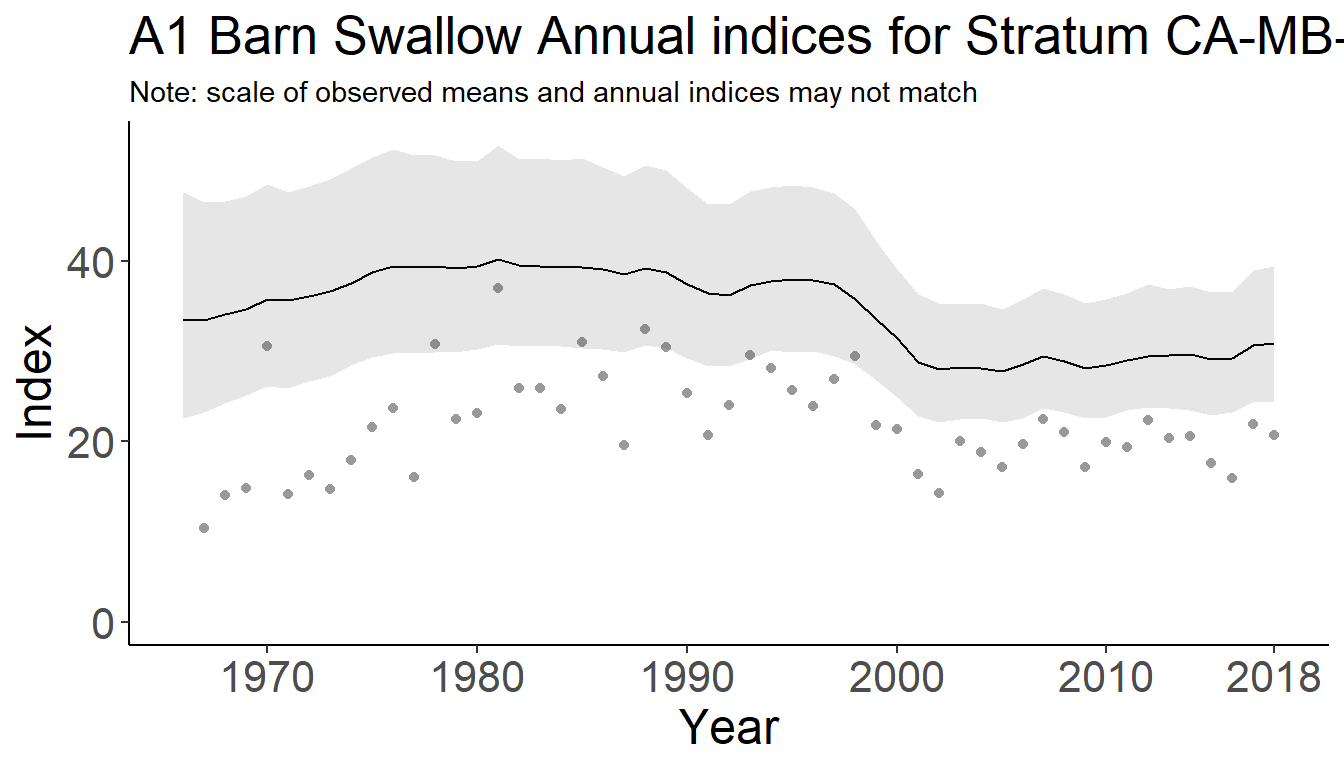 A1 Barn Swallow Annual indices for Stratum CA-MB-
Note: scale of observed means and annual indices may not match
Index
40
20
0
1970 1980 1990 2000 2010 2018
Year